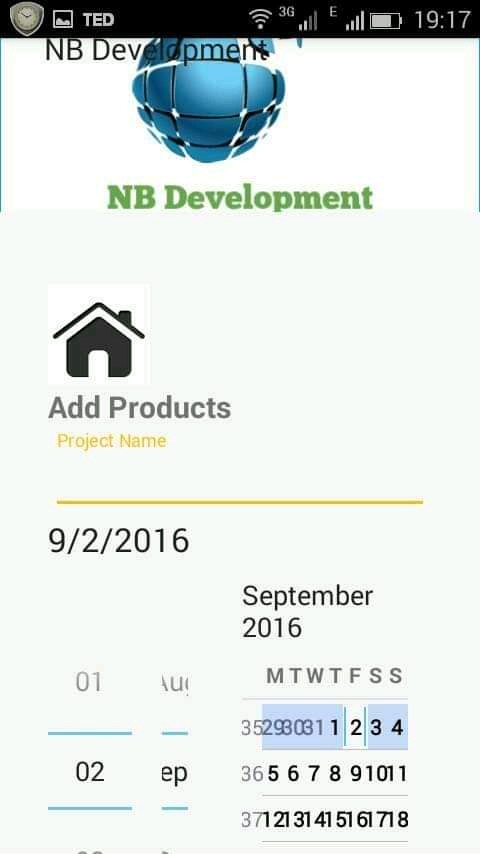 TED 3G E 19:17
NB Development
NB Development
Add Products
Project Name
9/2/2016
September
2016
M T W T F S S
01 Aug
35 29 30 31 1 2 3 4
02 ep
36 5 6 7 8 9 10 11
37 12 13 14 15 16 17 18